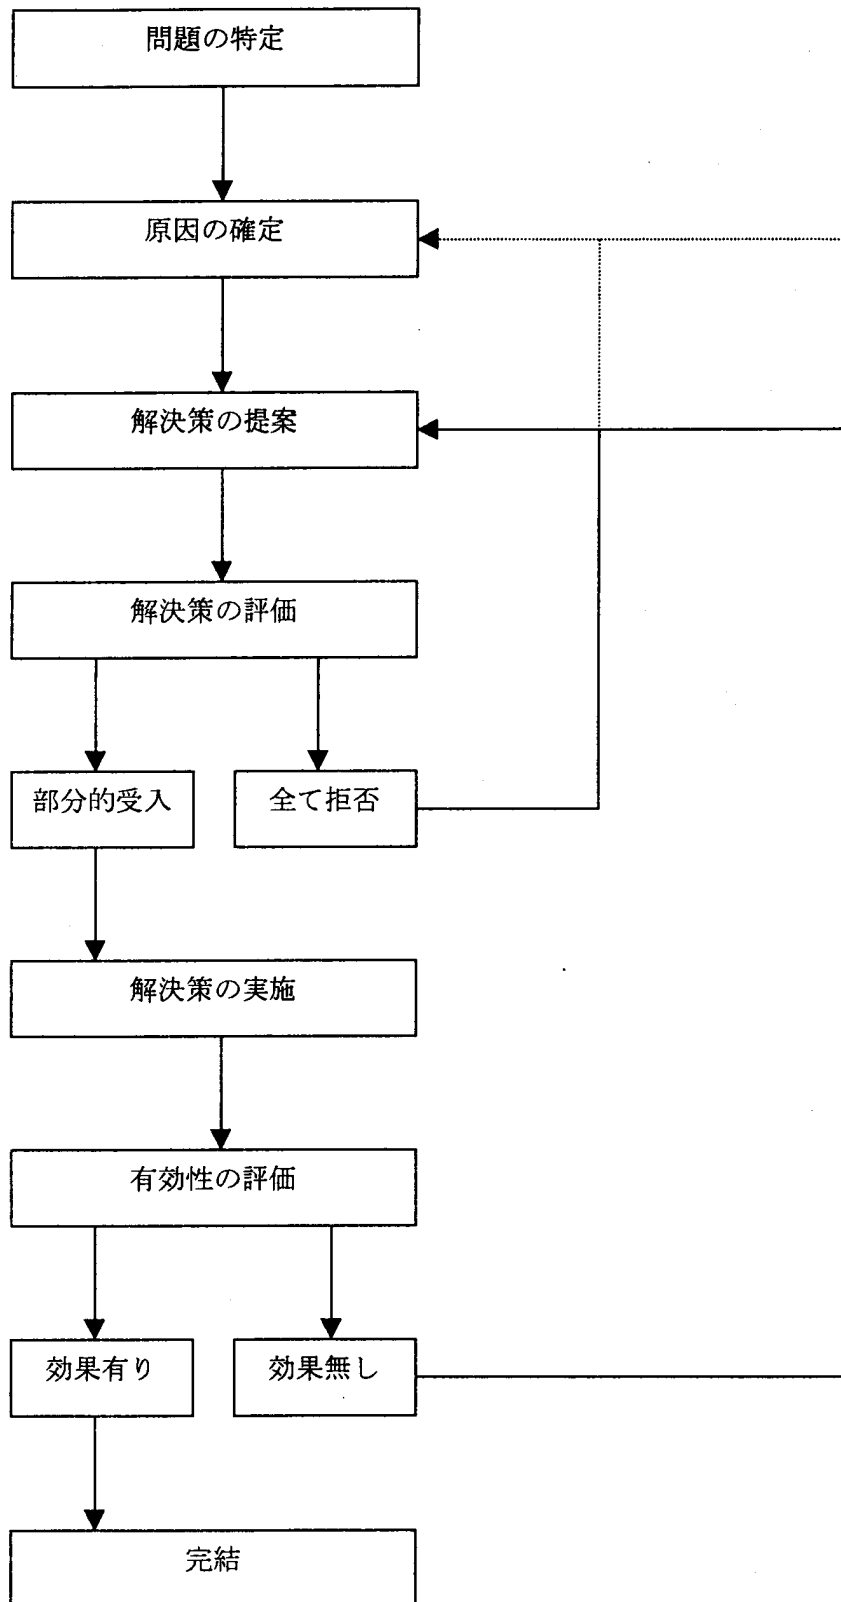 問題の特定
原因の確定
解決策の提案
解決策の評価
部分的受入
全て拒否
解決策の実施
有効性の評価
効果有り
効果無し
完結